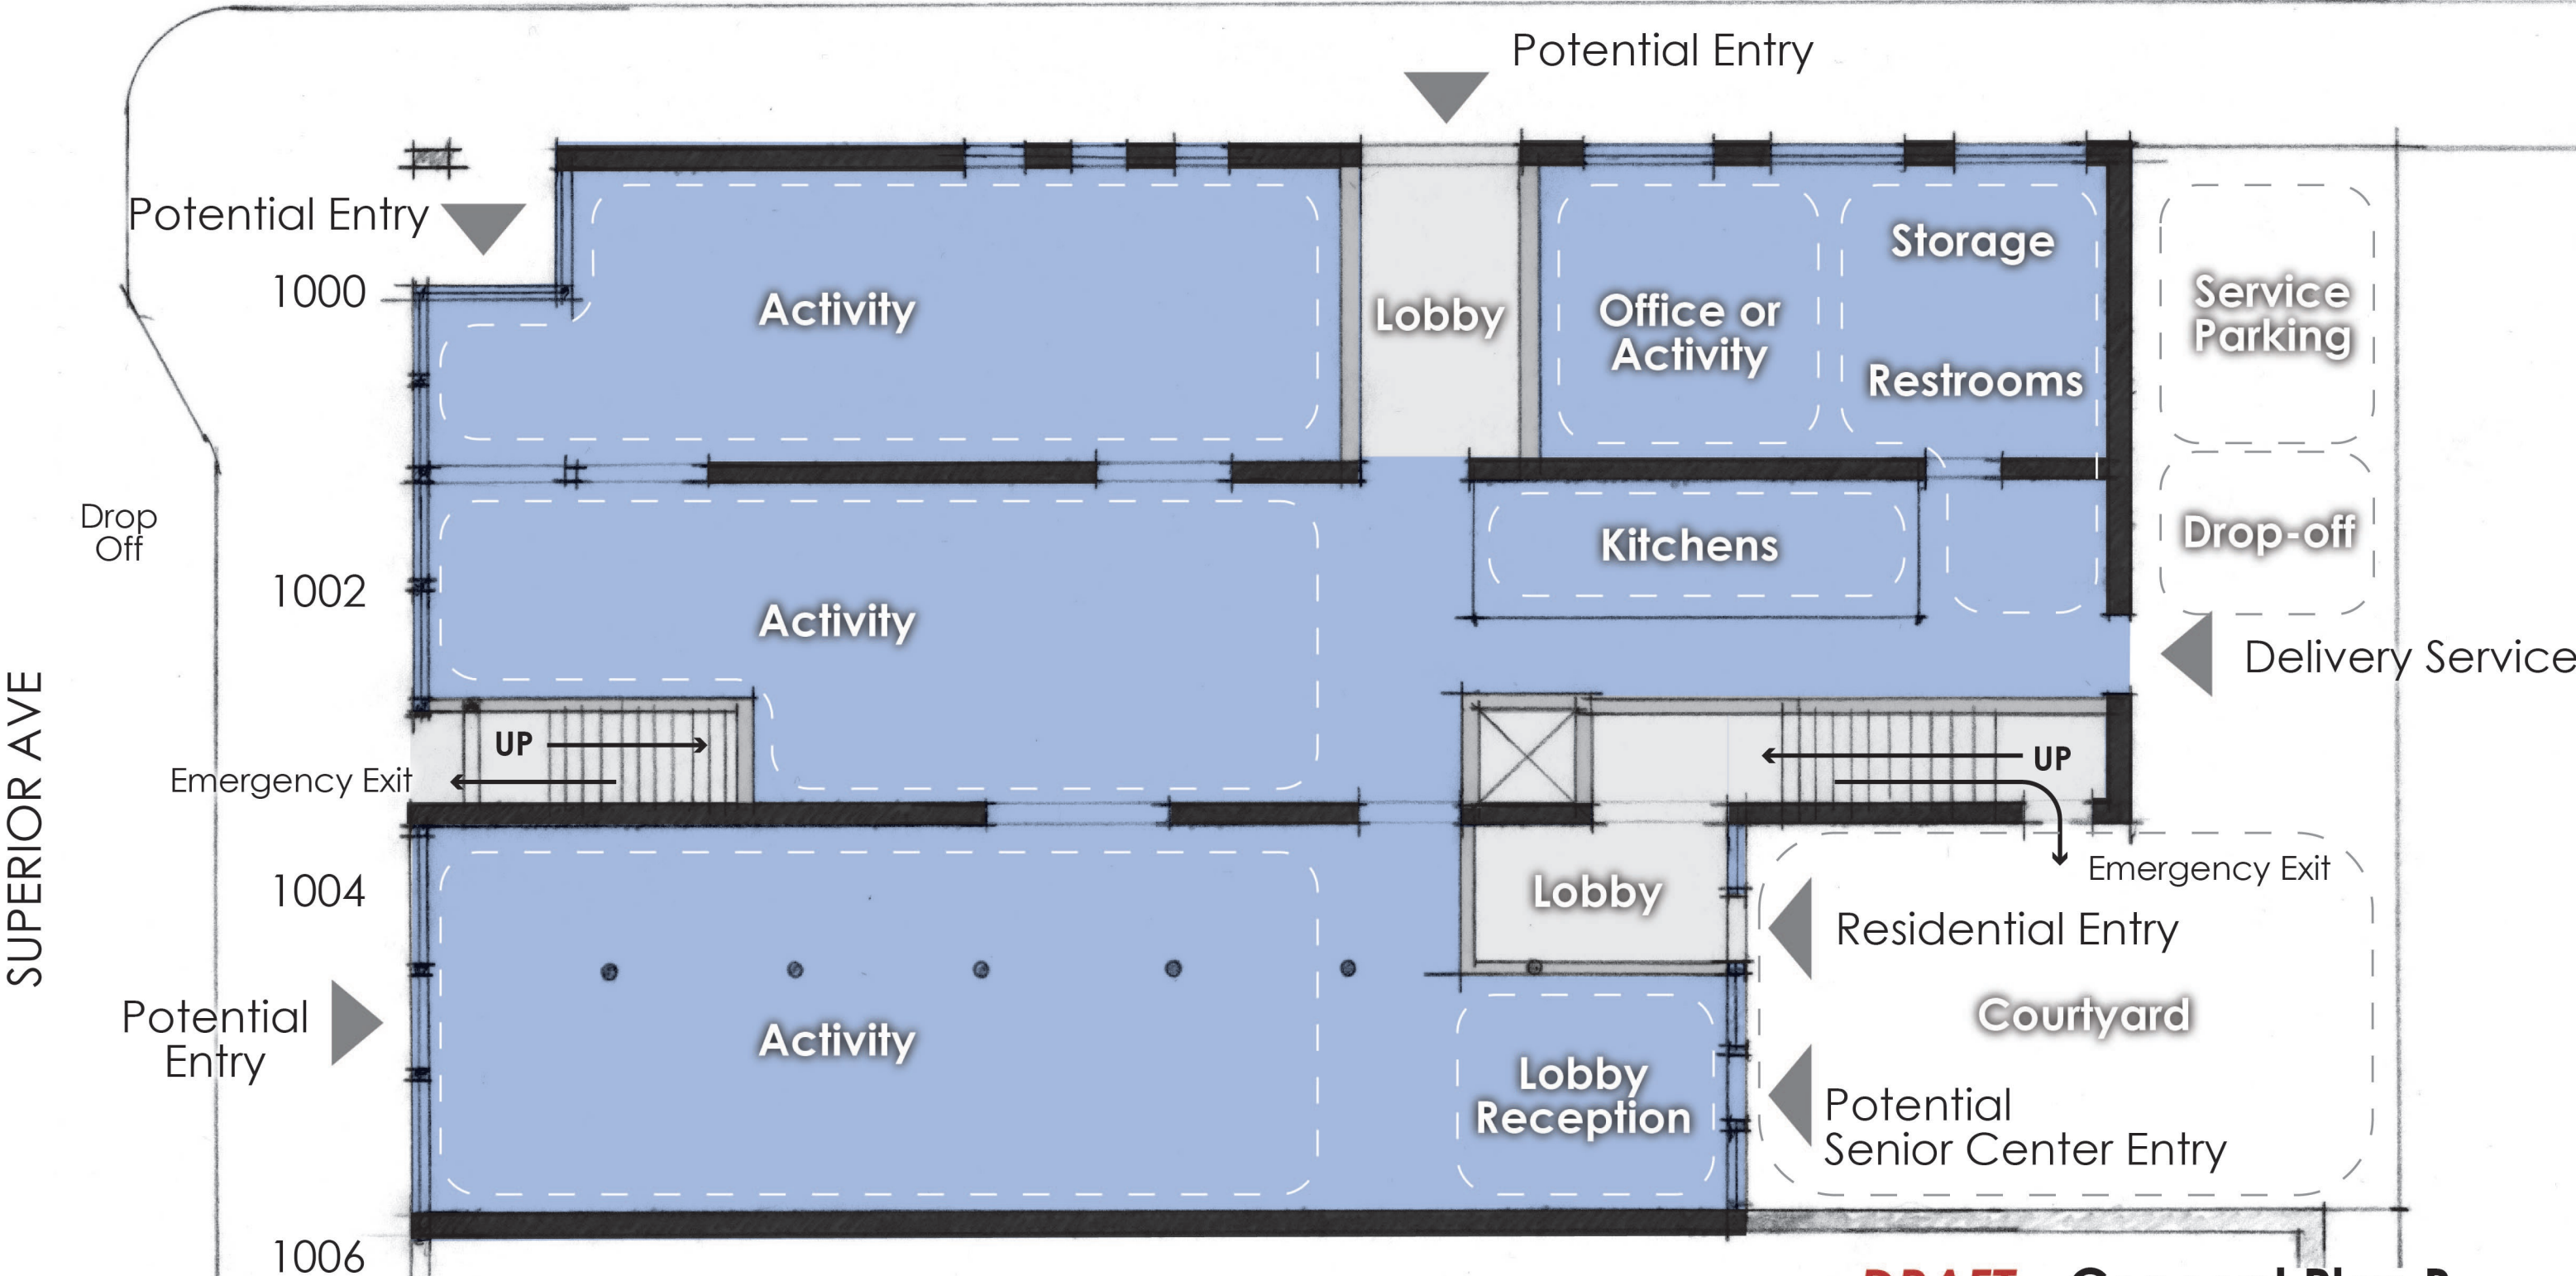 Potential Entry
Potential Entry
Storage
1000
Activity
Lobby
Office or
Activity
Restrooms
Service
Parking
Drop
Off
Kitchens
Drop-off
1002
Activity
Delivery Service
SUPERIOR AVE
UP
UP
Emergency Exit
Emergency Exit
1004
Lobby
Residential Entry
Potential
Entry
Activity
Courtyard
Lobby
Reception
Potential
Senior Center Entry
1006
DRAFT